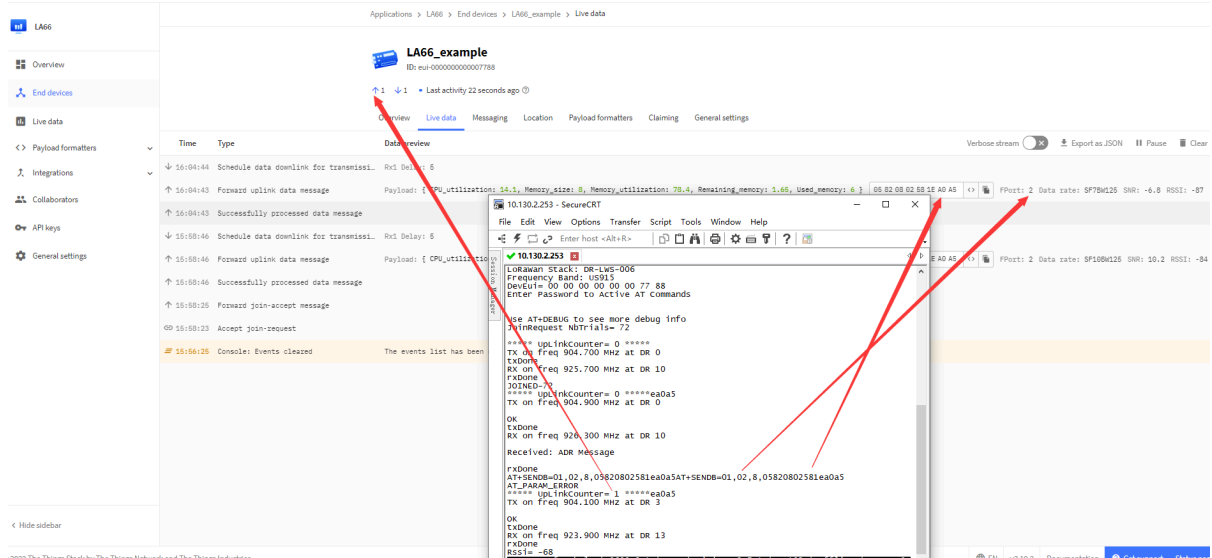 Applications > LA66 > End devices > LA66_example > Live data
LA66
LA66_example
ID: eui-0000000000007788
↑1 ↓1 • Last activity 22 seconds ago
Overview
End devices
Live data
Payload formatters
Integrations
Collaborators
API keys
General settings
Overview Live data Messaging Location Payload formatters Claiming General settings
Time Type Data preview Verbose stream Export as JSON Pause Clear
↓ 16:04:44 Schedule data downlink for transmissi… Rx1 Delay: 5
↑ 16:04:43 Forward uplink data message Payload: { CPU_utilization: 14.1, Memory_size: 8, Memory_utilization: 78.4, Remaining_memory: 1.65, Used_memory: 6 } 05 82 08 02 58 1E A0 A5 <> FPort: 2 Data rate: SF7BW125 SNR: -6.8 RSSI: -87
↑ 16:04:43 Successfully processed data message
↓ 15:58:46 Schedule data downlink for transmissi… Rx1 Delay: 5
↑ 15:58:46 Forward uplink data message Payload: { CPU_utilizatio E A0 A5 <> FPort: 2 Data rate: SF10BW125 SNR: 10.2 RSSI: -84
↑ 15:58:46 Successfully processed data message
↑ 15:58:25 Forward join-accept message
15:58:23 Accept join-request
15:56:25 Console: Events cleared The events list has been
10.130.2.253 - SecureCRT
File Edit View Options Transfer Script Tools Window Help
Enter host <Alt+R>
10.130.2.253
Session Manager
LoRaWan Stack: DR-LWS-006
Frequency Band: US915
DevEui= 00 00 00 00 00 00 77 88
Enter Password to Active AT Commands
Use AT+DEBUG to see more debug info
JoinRequest NbTrials= 72
***** UpLinkCounter= 0 *****
TX on freq 904.700 MHz at DR 0
txDone
RX on freq 925.700 MHz at DR 10
rxDone
JOINED-72
***** UpLinkCounter= 0 *****ea0a5
TX on freq 904.900 MHz at DR 0
OK
txDone
RX on freq 926.300 MHz at DR 10
Received: ADR Message
rxDone
AT+SENDB=01,02,8,05820802581ea0a5AT+SENDB=01,02,8,05820802581ea0a5
AT_PARAM_ERROR
***** UpLinkCounter= 1 *****ea0a5
TX on freq 904.100 MHz at DR 3
OK
txDone
RX on freq 923.900 MHz at DR 13
rxDone
Rssi= -68
< Hide sidebar